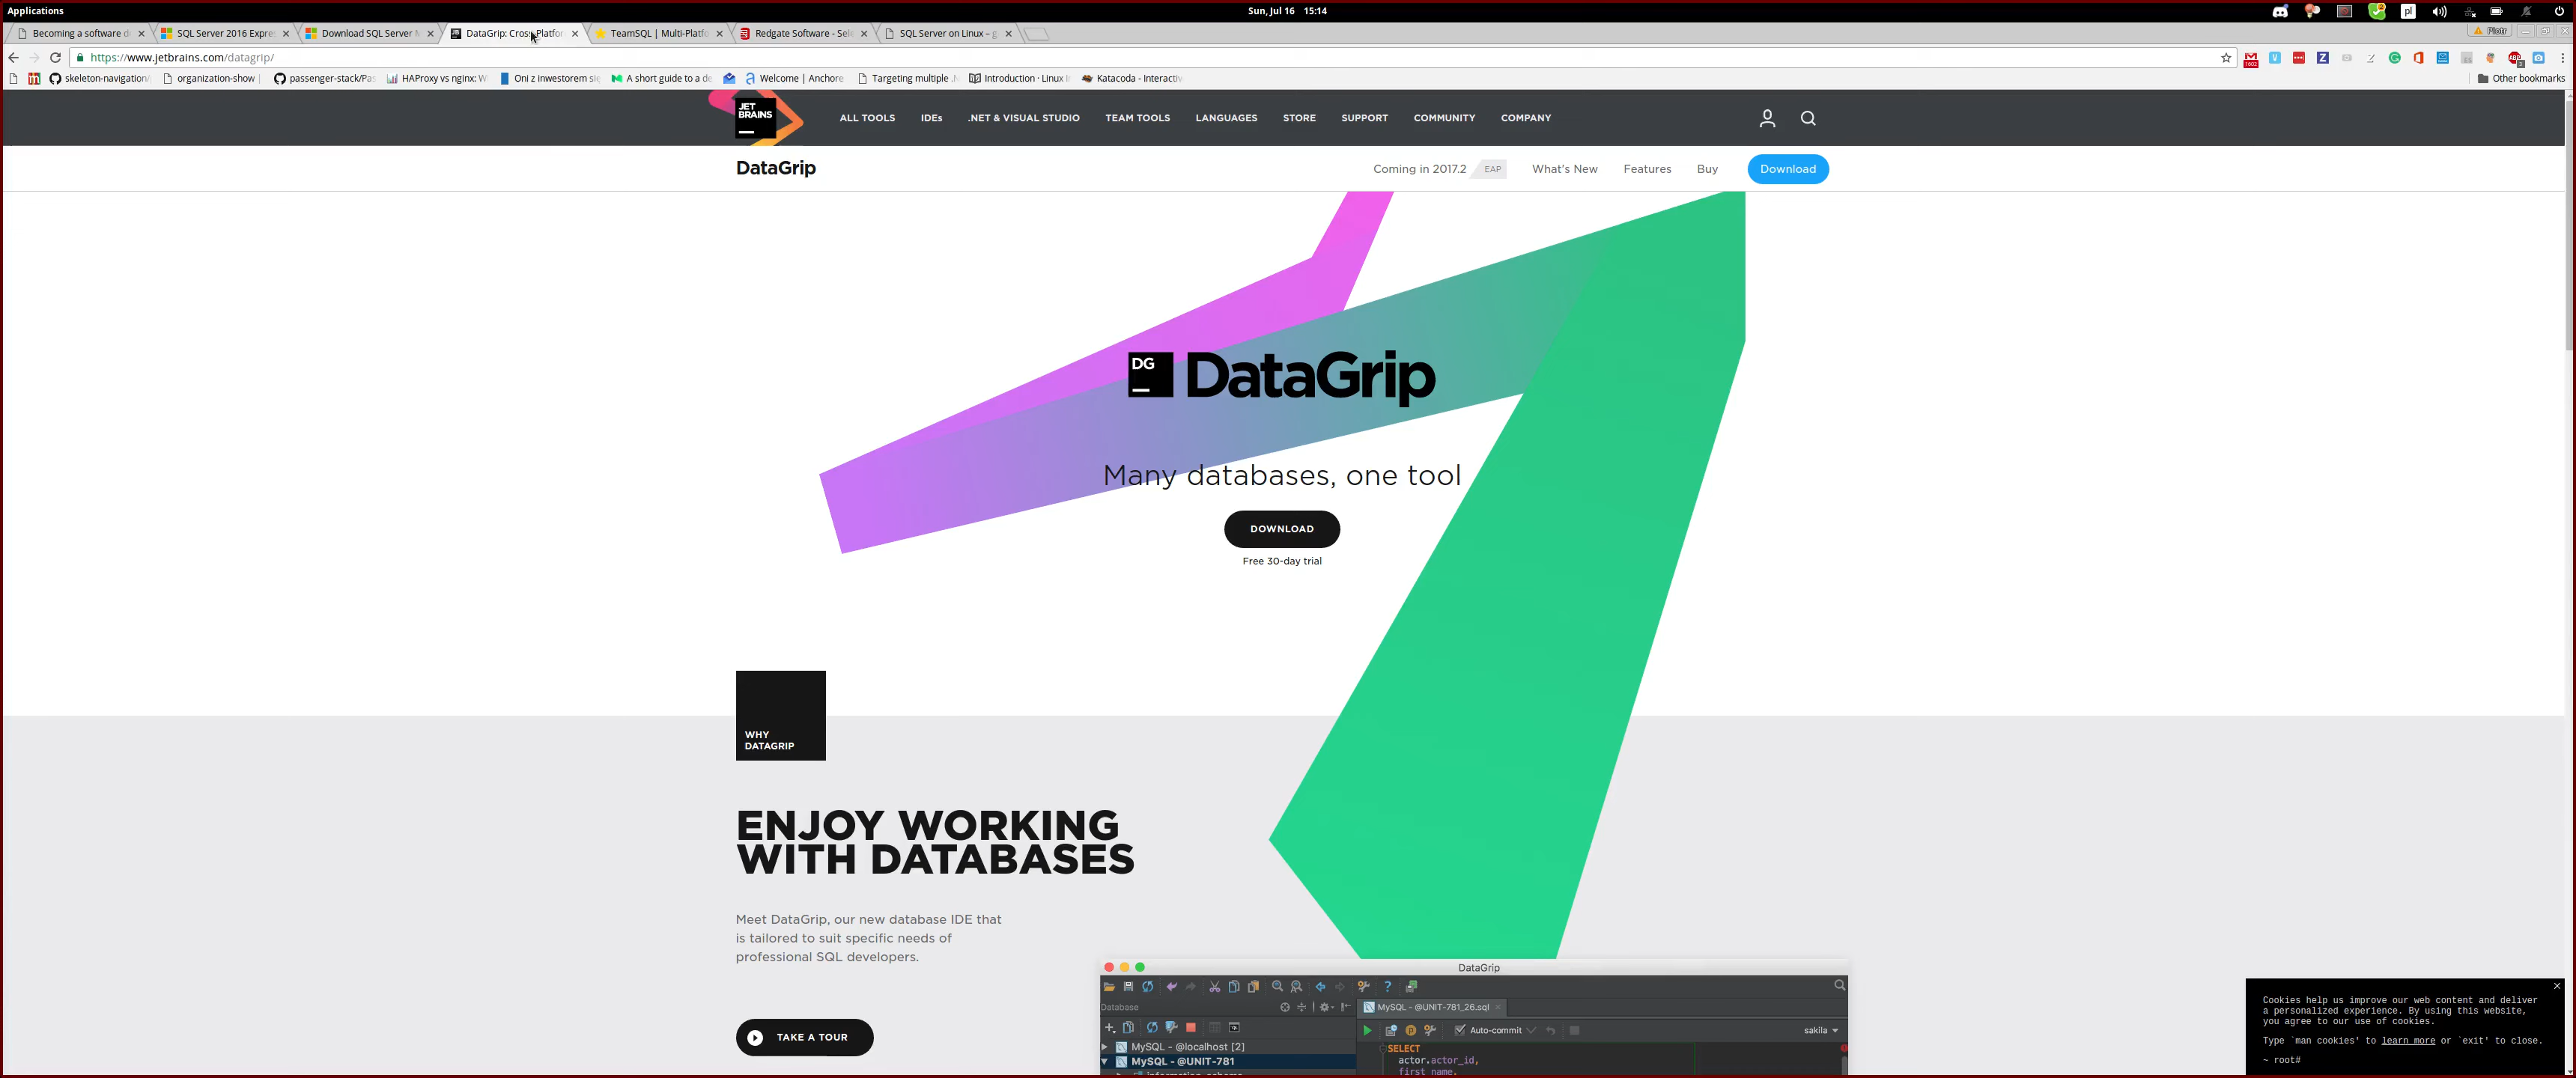 Applications
Sun, Jul 16 15:14
pl
Becoming a software d
SQL Server 2016 Expre
Download SQL Server M
DataGrip: Cross-Platfor
TeamSQL | Multi-Platfo
Redgate Software - Sele
SQL Server on Linux – g
Piotr
https://www.jetbrains.com/datagrip/
skeleton-navigation/
organization-show
passenger-stack/Pas
HAProxy vs nginx: W
Oni z inwestorem się
A short guide to a de
Welcome | Anchore
Targeting multiple .N
Introduction · Linux I
Katacoda - Interactiv
Other bookmarks
JET
BRAINS
ALL TOOLS
IDEs
.NET & VISUAL STUDIO
TEAM TOOLS
LANGUAGES
STORE
SUPPORT
COMMUNITY
COMPANY
DataGrip
Coming in 2017.2 EAP
What's New
Features
Buy
Download
DG
DataGrip
Many databases, one tool
DOWNLOAD
Free 30-day trial
WHY
DATAGRIP
ENJOY WORKING
WITH DATABASES
Meet DataGrip, our new database IDE that
is tailored to suit specific needs of
professional SQL developers.
TAKE A TOUR
DataGrip
Database
MySQL - @UNIT-781_26.sql
Auto-commit
sakila
MySQL - @localhost [2]
MySQL - @UNIT-781
SELECT
actor.actor_id,
first_name,
Cookies help us improve our web content and deliver
a personalized experience. By using this website,
you agree to our use of cookies.
Type `man cookies' to learn more or `exit' to close.
~ root#